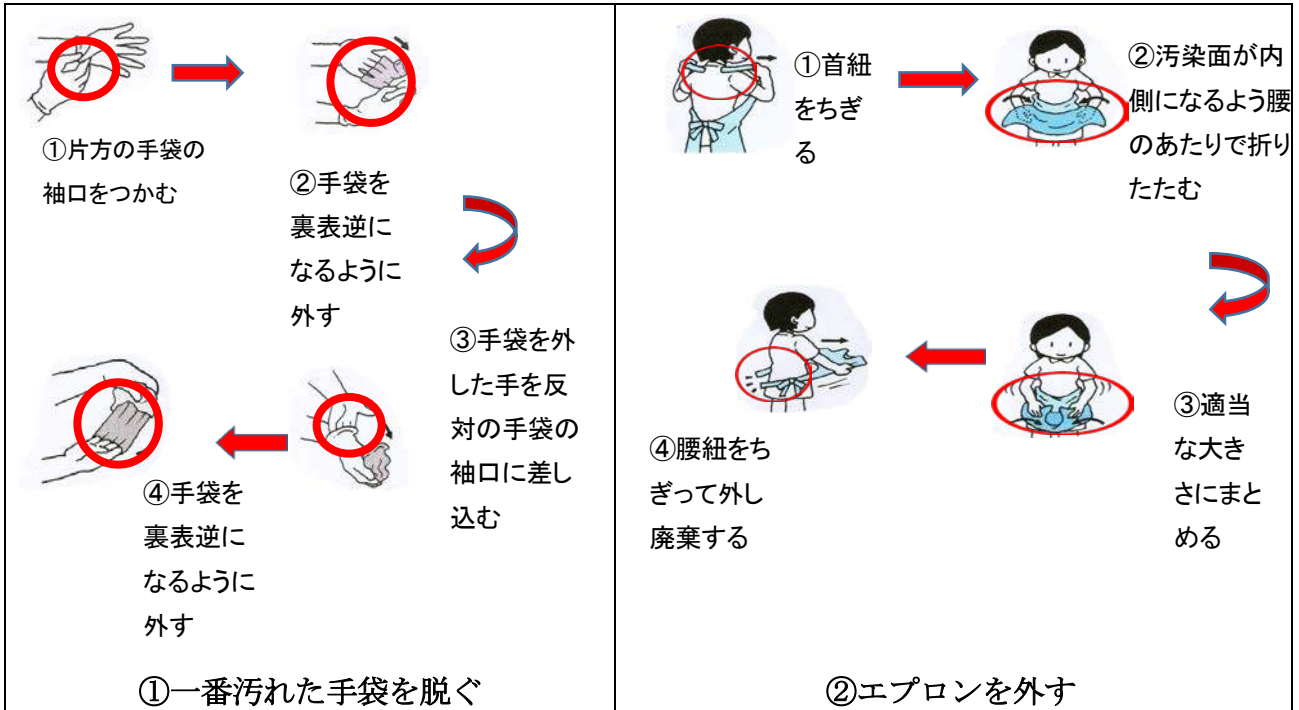 ①片方の手袋の
袖口をつかむ
②手袋を
裏表逆に
なるように
外す
③手袋を外
した手を反
対の手袋の
袖口に差し
込む
④手袋を
裏表逆に
なるように
外す
①一番汚れた手袋を脱ぐ
①首紐
をちぎ
る
②汚染面が内
側になるよう腰
のあたりで折り
たたむ
③適当
な大き
さにまと
める
④腰紐をち
ぎって外し
廃棄する
②エプロンを外す